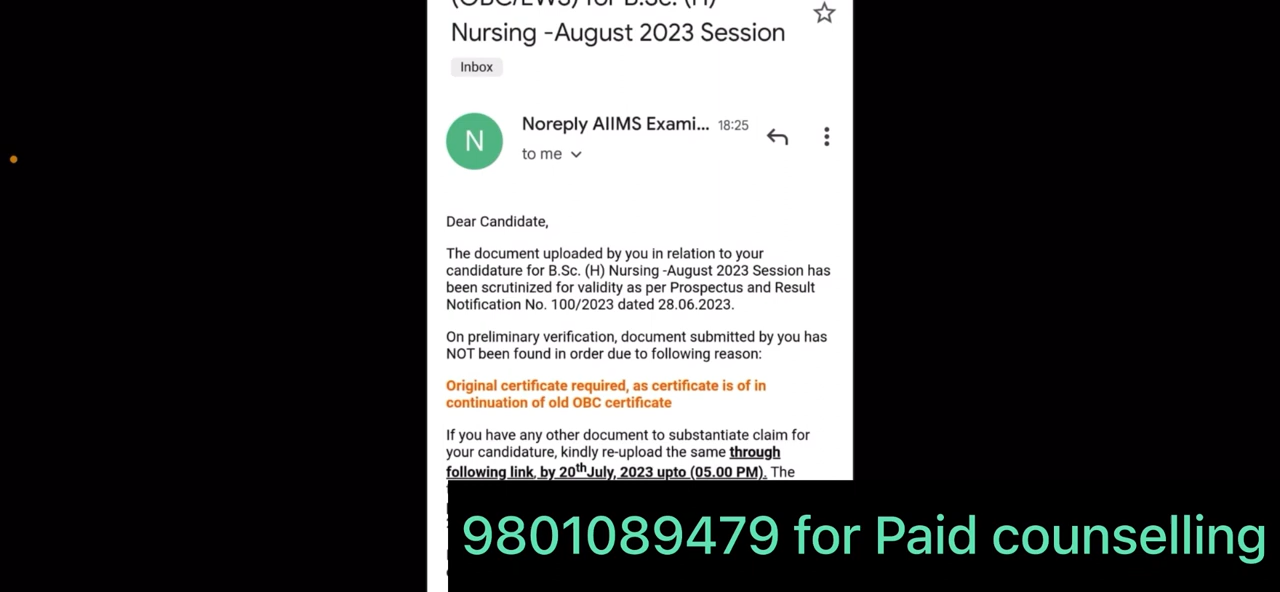 (OBC/EWS) for B.Sc. (H)
Nursing -August 2023 Session
Inbox
N
Noreply AIIMS Exami... 18:25
to me
Dear Candidate,
The document uploaded by you in relation to your
candidature for B.Sc. (H) Nursing -August 2023 Session has
been scrutinized for validity as per Prospectus and Result
Notification No. 100/2023 dated 28.06.2023.
On preliminary verification, document submitted by you has
NOT been found in order due to following reason:
Original certificate required, as certificate is of in
continuation of old OBC certificate
If you have any other document to substantiate claim for
your candidature, kindly re-upload the same through
following link, by 20th July, 2023 upto (05.00 PM). The
9801089479 for Paid counselling